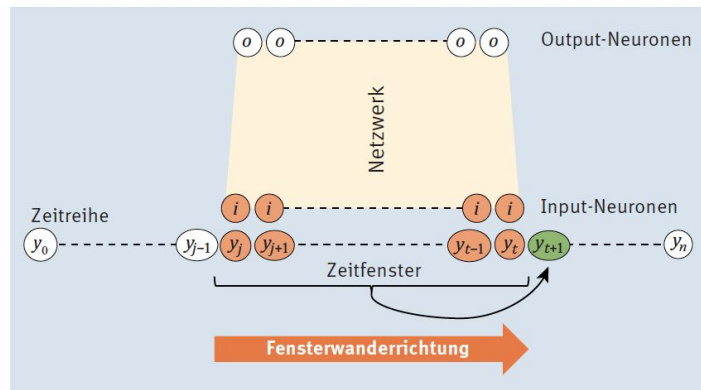 o o o o Output-Neuronen
Netzwerk
Zeitreihe i i i i Input-Neuronen
y0 yj–1 yj yj+1 yt–1 yt yt+1 yn
Zeitfenster
Fensterwanderrichtung